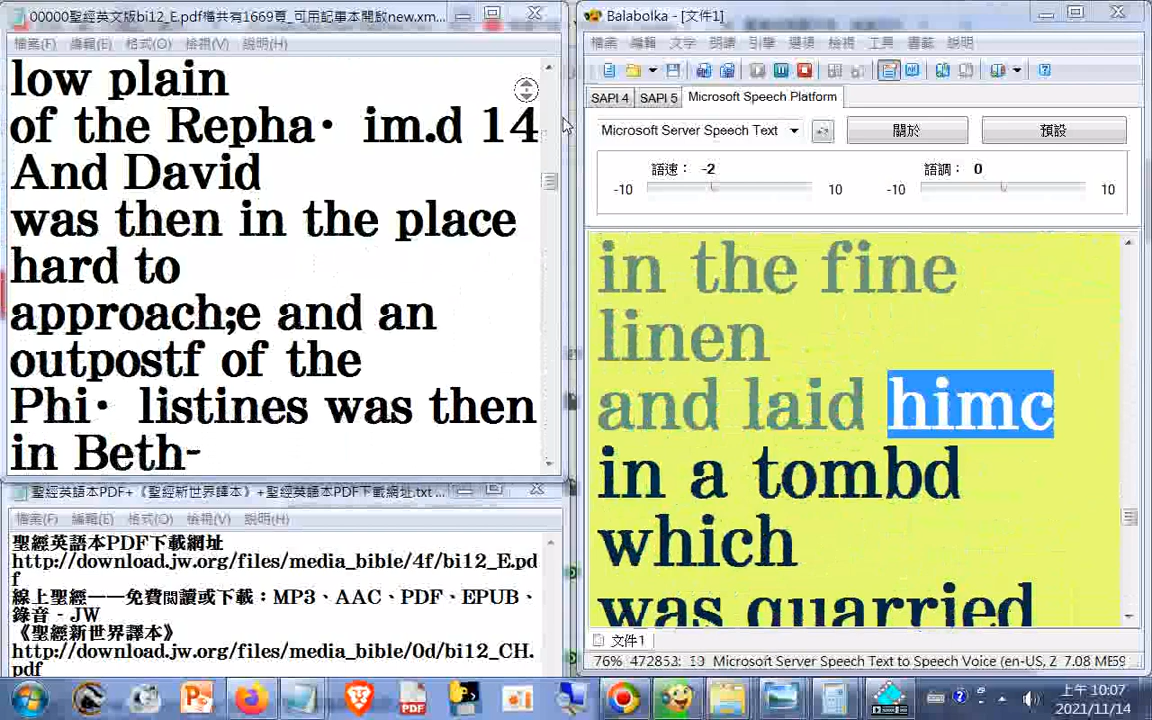 00000聖經英文版bi12_E.pdf檔共有1669頁_可用記事本開啟new.xm...
檔案(F) 編輯(E) 格式(O) 檢視(V) 說明(H)
low plain
of the Repha· im.d 14
And David
was then in the place
hard to
approach;e and an
outpostf of the
Phi· listines was then
in Beth-
聖經英語本PDF+《聖經新世界譯本》+聖經英語本PDF下載網址.txt ...
檔案(F) 編輯(E) 格式(O) 檢視(V) 說明(H)
聖經英語本PDF下載網址
http://download.jw.org/files/media_bible/4f/bi12_E.pd
f
線上聖經——免費閱讀或下載：MP3、AAC、PDF、EPUB、
錄音 - JW
《聖經新世界譯本》
http://download.jw.org/files/media_bible/0d/bi12_CH.
pdf
Balabolka - [文件1]
檔案 編輯 文字 朗讀 引擎 選項 檢視 工具 書籤 說明
SAPI 4 SAPI 5 Microsoft Speech Platform
Microsoft Server Speech Text 關於 預設
語速： -2 語調： 0
-10 10 -10 10
in the fine
linen
and laid himc
in a tombd
which
was quarried
文件1
76% 472852: 19 Microsoft Server Speech Text to Speech Voice (en-US, Z 7.08 ME59
上午 10:07
2021/11/14